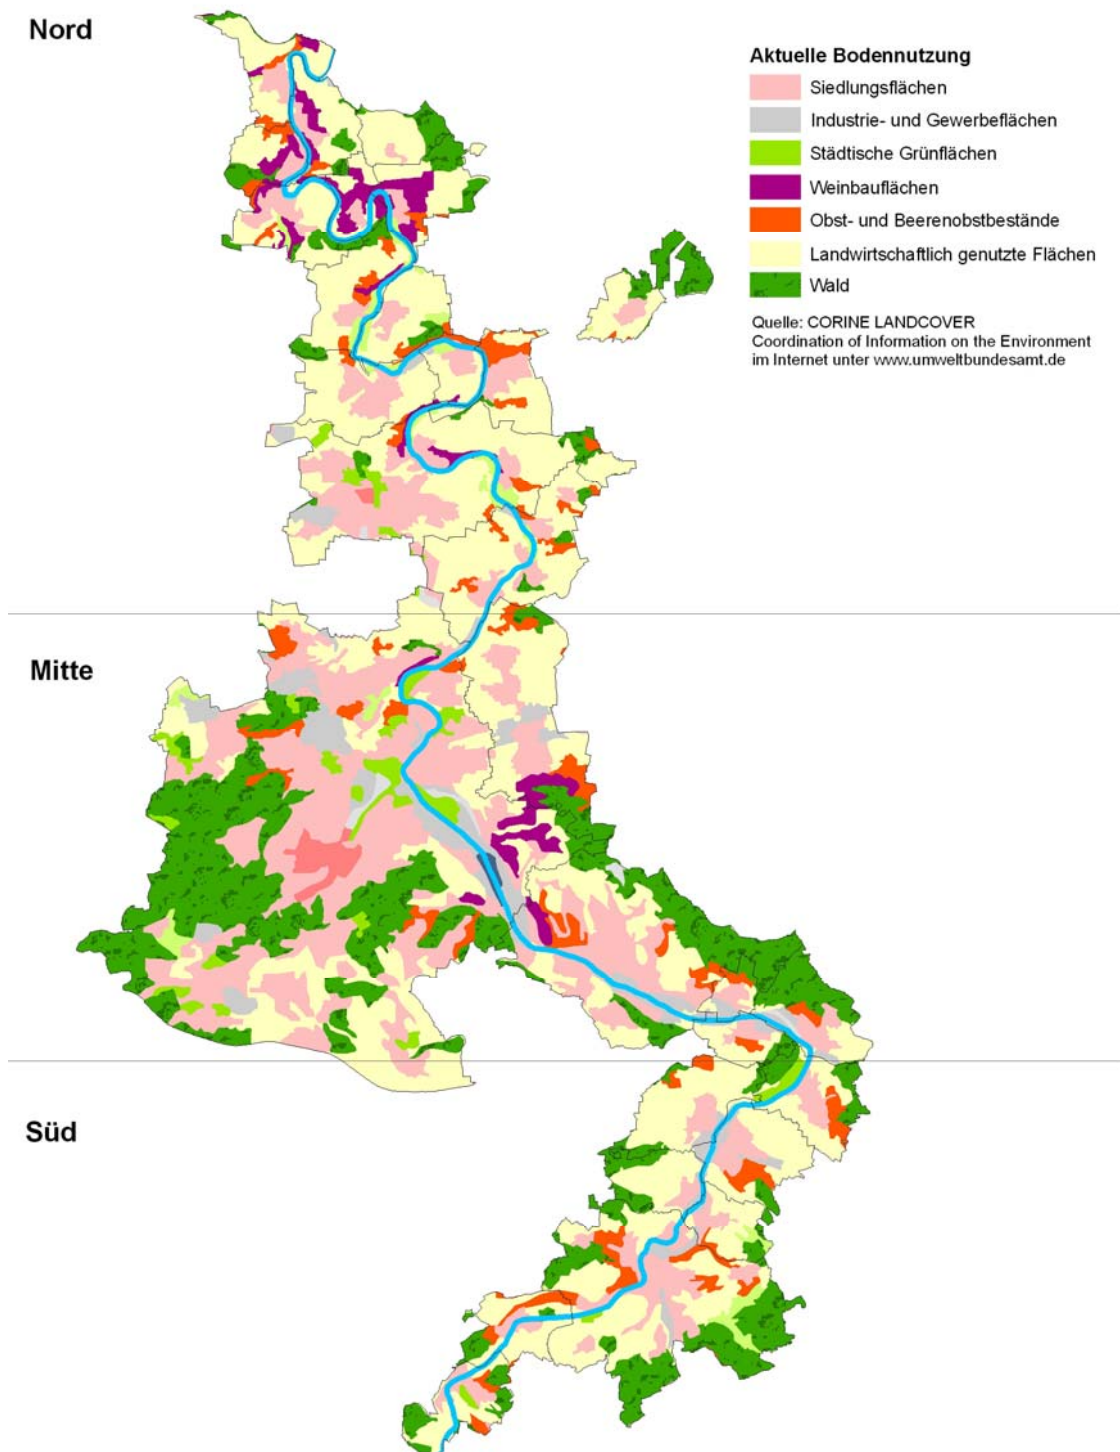 Nord
Aktuelle Bodennutzung
Siedlungsflächen
Industrie- und Gewerbeflächen
Städtische Grünflächen
Weinbauflächen
Obst- und Beerenobstbestände
Landwirtschaftlich genutzte Flächen
Wald
Quelle: CORINE LANDCOVER
Coordination of Information on the Environment
im Internet unter www.umweltbundesamt.de
Mitte
Süd